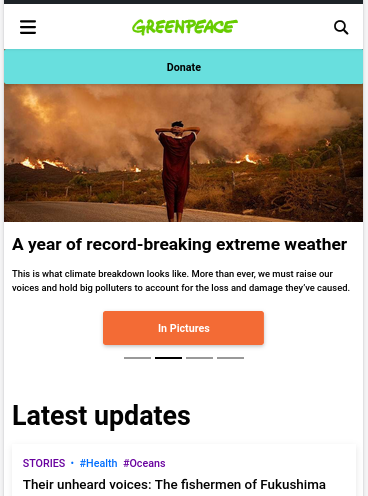 GREENPEACE
Donate
A year of record-breaking extreme weather
This is what climate breakdown looks like. More than ever, we must raise our
voices and hold big polluters to account for the loss and damage they've caused.
In Pictures
Latest updates
STORIES • #Health #Oceans
Their unheard voices: The fishermen of Fukushima